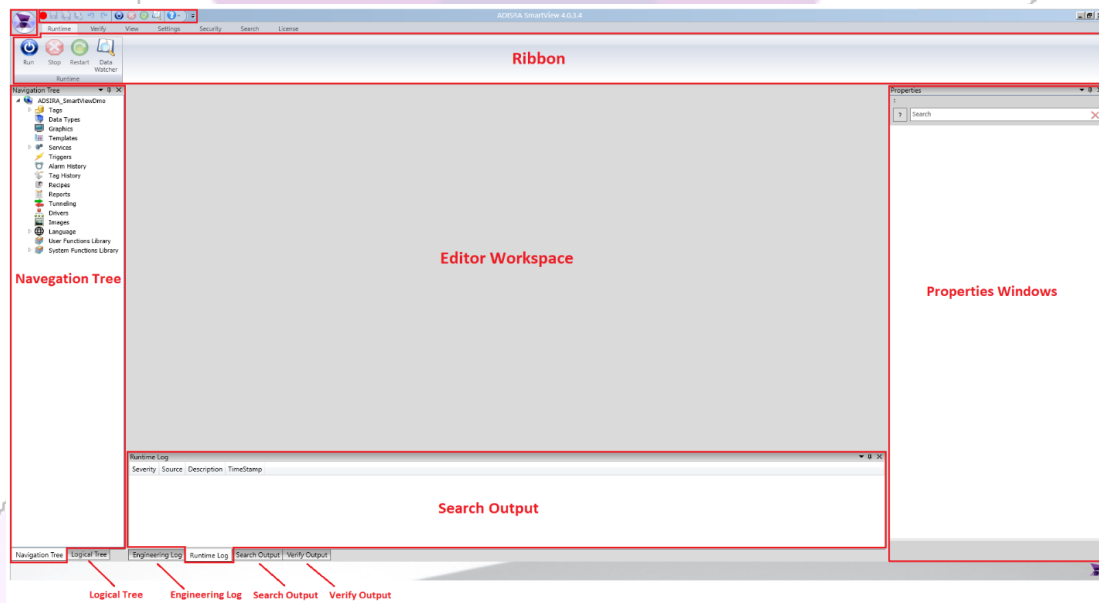 ADISRA SmartView 4.0.3.4
Runtime Verify View Settings Security Search License
Run Stop Restart Data Watcher
Runtime
Ribbon
Navigation Tree
ADSIRA_SmartViewDmo
Tags
Data Types
Graphics
Templates
Services
Triggers
Alarm History
Tag History
Recipes
Reports
Tunneling
Drivers
Images
Language
User Functions Library
System Functions Library
Navegation Tree
Editor Workspace
Properties
:
? Search
Properties Windows
Runtime Log
Severity Source Description TimeStamp
Search Output
Navigation Tree Logical Tree Engineering Log Runtime Log Search Output Verify Output
Logical Tree Engineering Log Search Output Verify Output